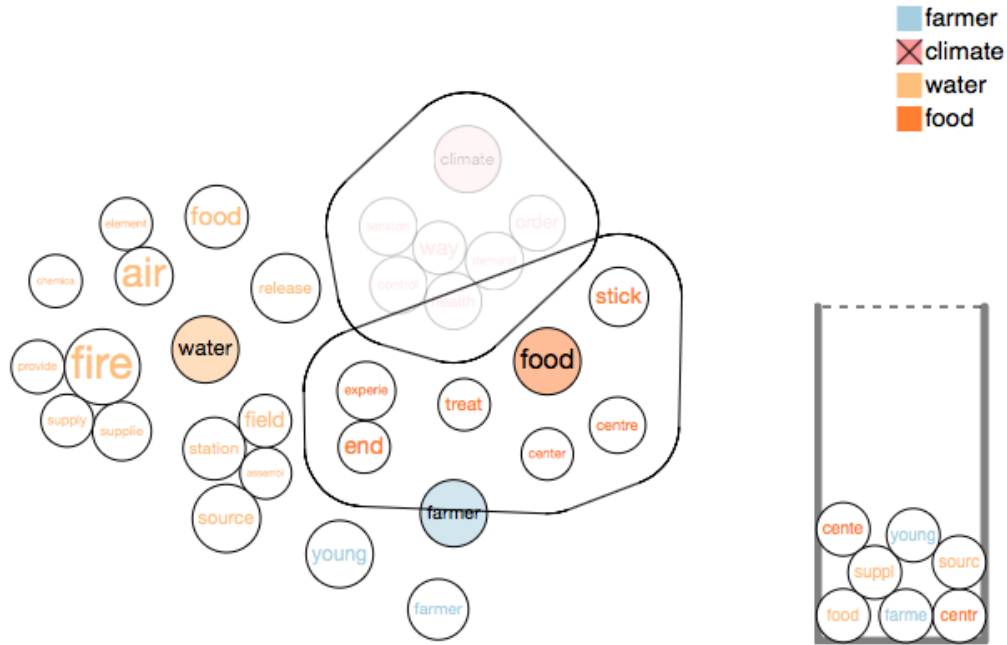 farmer
climate
water
food
climate
tension
order
way
demand
control
health
element
food
air
chemica
release
water
provide
fire
supply
supplie
field
station
assembl
source
stick
food
experie
treat
centre
end
center
farmer
young
farmer
cente
young
suppl
sourc
food
farme
centr